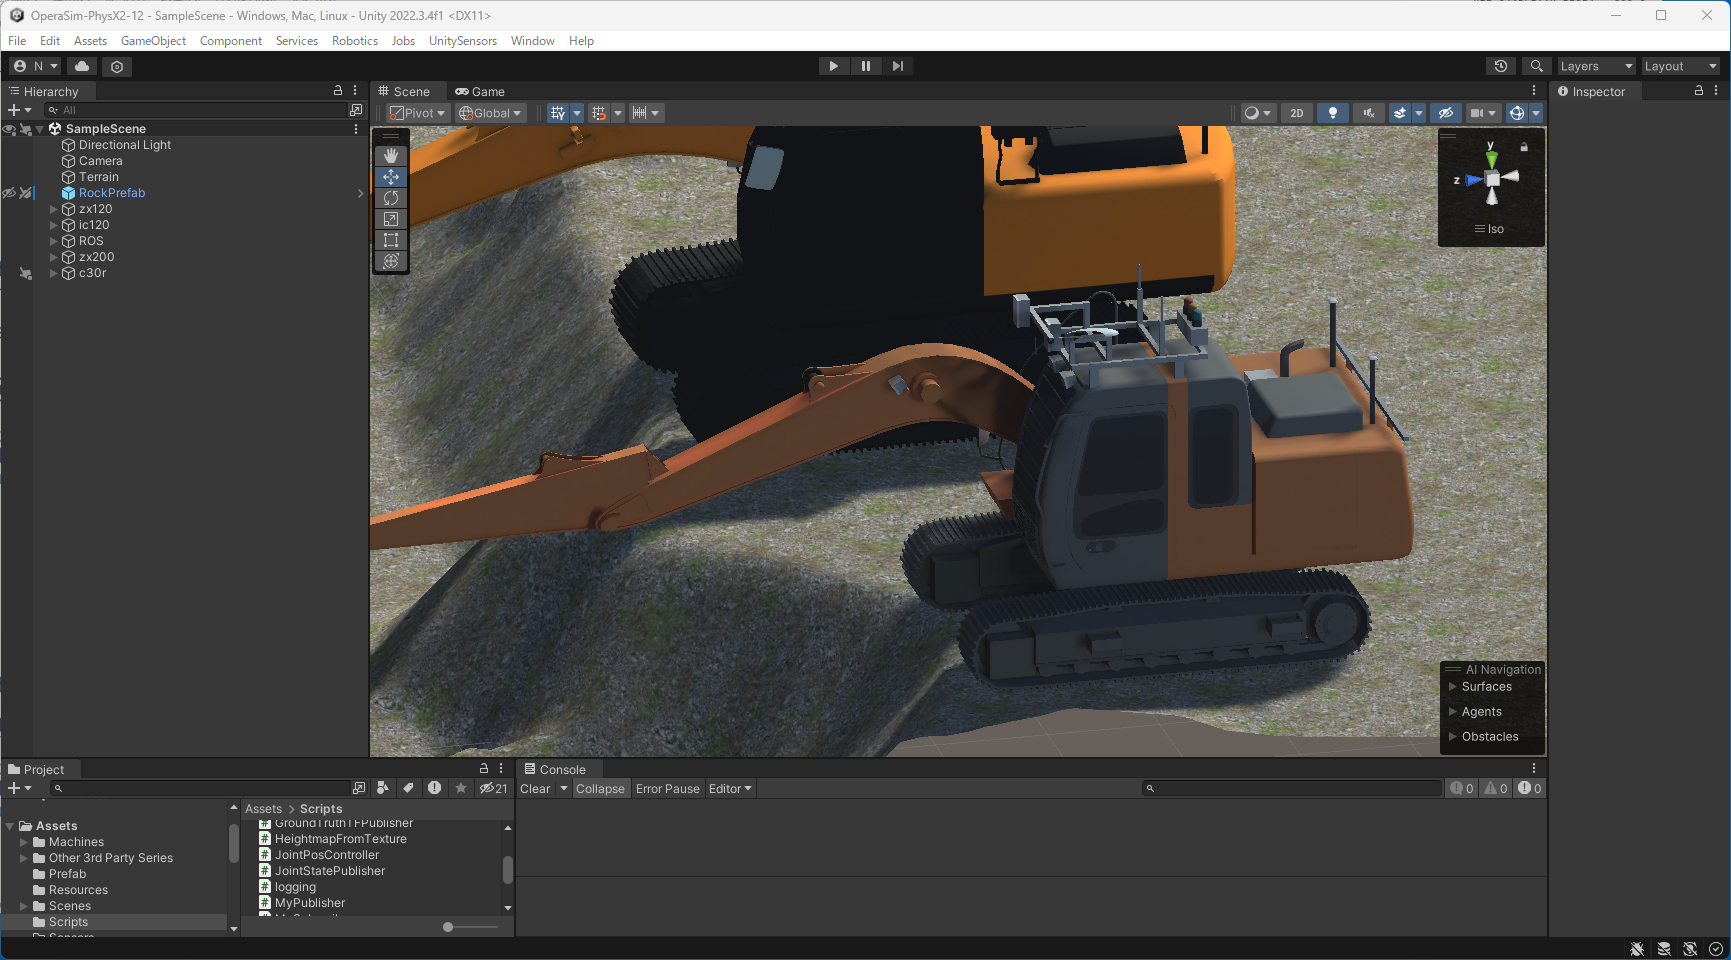 OperaSim-PhysX2-12 - SampleScene - Windows, Mac, Linux - Unity 2022.3.4f1 <DX11>
File Edit Assets GameObject Component Services Robotics Jobs UnitySensors Window Help
N
Layers
Layout
Hierarchy
All
SampleScene
Directional Light
Camera
Terrain
RockPrefab
zx120
ic120
ROS
zx200
c30r
Scene
Game
Pivot
Global
2D
y
z
Iso
AI Navigation
Surfaces
Agents
Obstacles
Inspector
Project
21
Assets
Machines
Other 3rd Party Series
Prefab
Resources
Scenes
Scripts
Assets > Scripts
GroundTruthTFPublisher
HeightmapFromTexture
JointPosController
JointStatePublisher
logging
MyPublisher
Console
Clear
Collapse
Error Pause
Editor
0
0
0